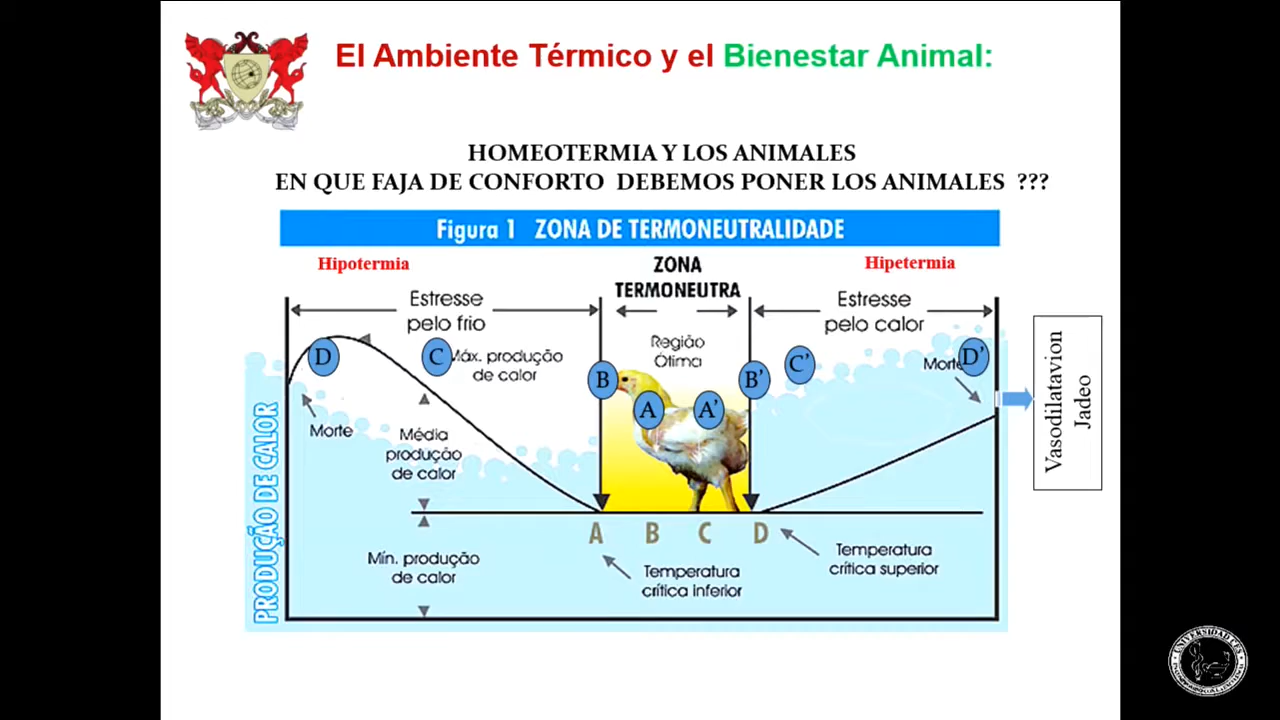 El Ambiente Térmico y el Bienestar Animal:
HOMEOTERMIA Y LOS ANIMALES
EN QUE FAJA DE CONFORTO DEBEMOS PONER LOS ANIMALES ???
Figura 1 ZONA DE TERMONEUTRALIDADE
Hipotermia
ZONA
TERMONEUTRA
Hipetermia
Estresse
pelo frio
Estresse
pelo calor
Região
Ótima
D
C
Máx. produção
de calor
B
A
A'
B'
C'
Morte
D'
Morte
Média
produção
de calor
Vasodilatavion
Jadeo
PRODUÇÃO DE CALOR
A B C D
Mín. produção
de calor
Temperatura
crítica inferior
Temperatura
crítica superior
UNIVERSIDAD CES